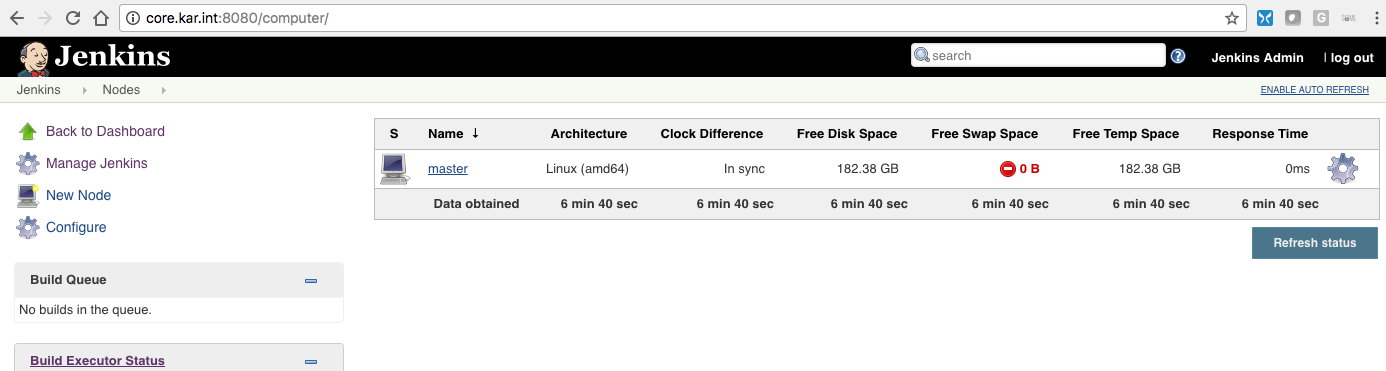 core.kar.int:8080/computer/
Jenkins
search
Jenkins Admin | log out
Jenkins Nodes
ENABLE AUTO REFRESH
Back to Dashboard
Manage Jenkins
New Node
Configure
S Name ↓ Architecture Clock Difference Free Disk Space Free Swap Space Free Temp Space Response Time
master Linux (amd64) In sync 182.38 GB 0 B 182.38 GB 0ms
Data obtained 6 min 40 sec 6 min 40 sec 6 min 40 sec 6 min 40 sec 6 min 40 sec 6 min 40 sec
Refresh status
Build Queue
No builds in the queue.
Build Executor Status